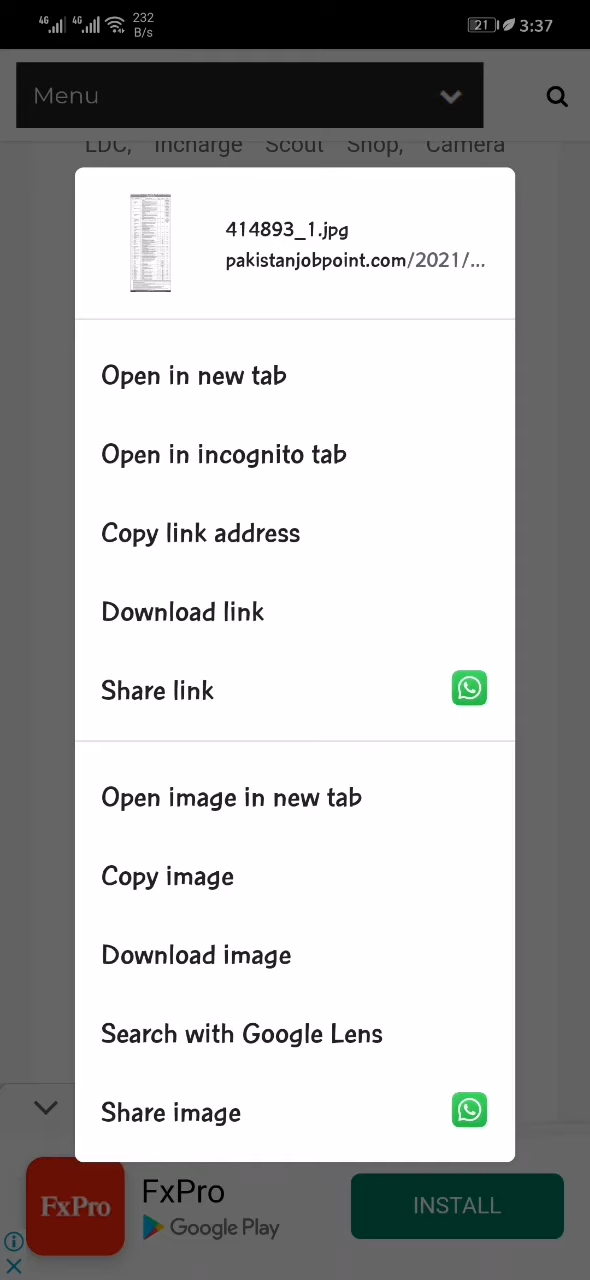 4G 4G 232 B/s 21 3:37
Menu
LDC, Incharge Scout Shop, Camera
414893_1.jpg
pakistanjobpoint.com/2021/...
Open in new tab
Open in incognito tab
Copy link address
Download link
Share link
Open image in new tab
Copy image
Download image
Search with Google Lens
Share image
FxPro
FxPro
Google Play
INSTALL